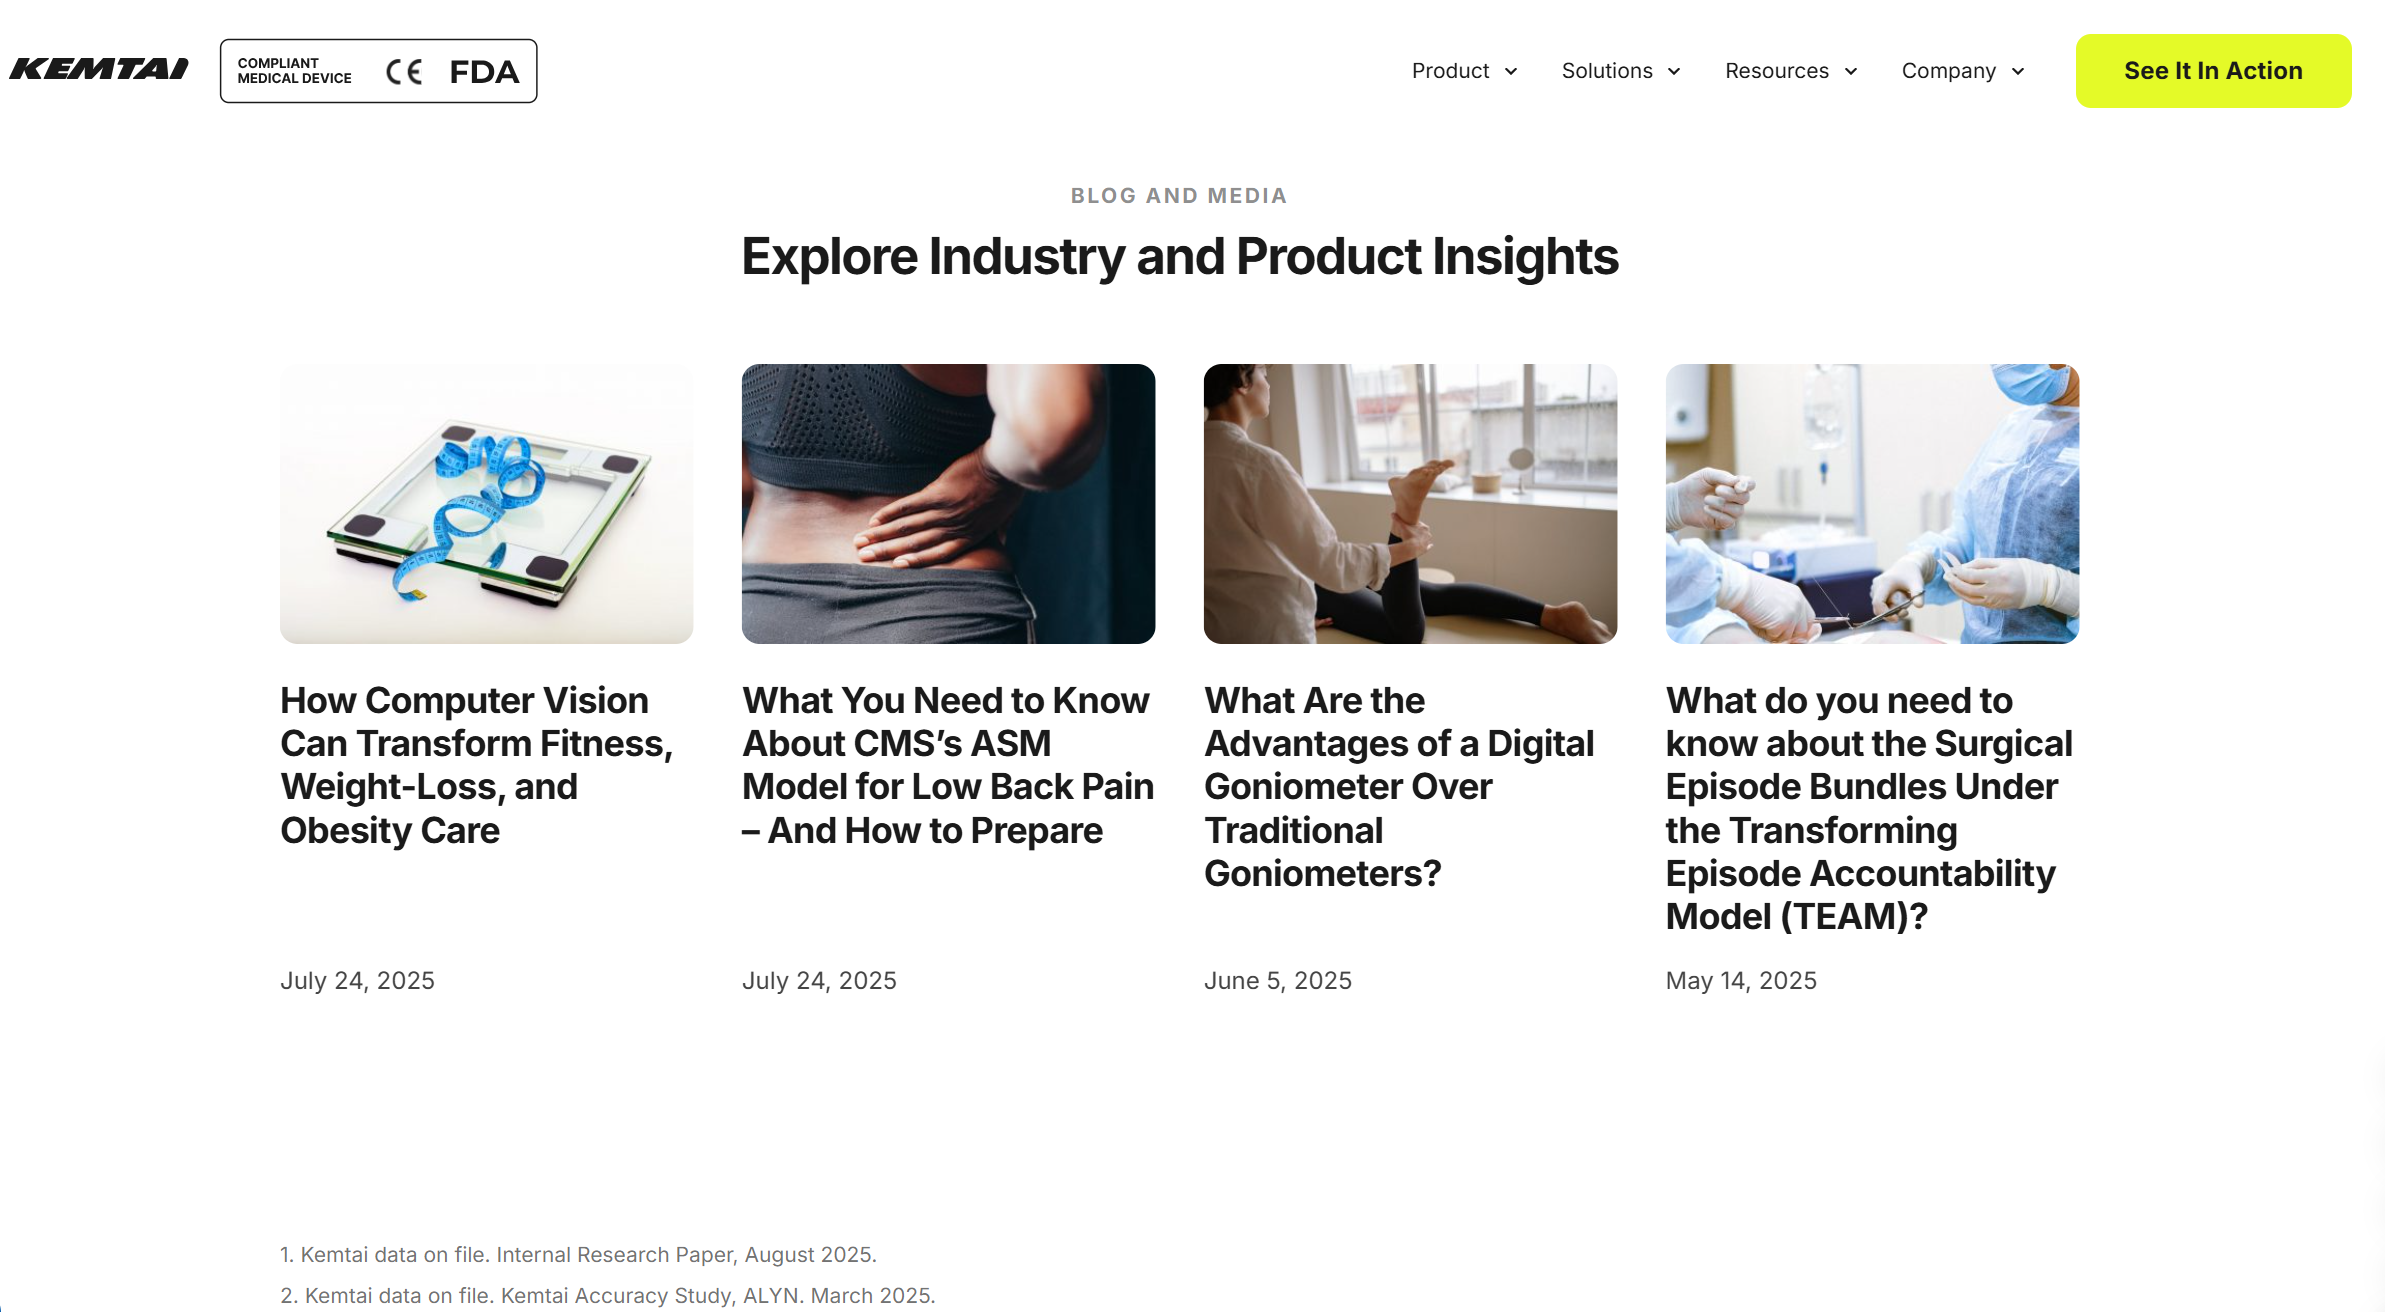 KEMTAI
COMPLIANT
MEDICAL DEVICE
CE
FDA
Product
Solutions
Resources
Company
See It In Action
BLOG AND MEDIA
Explore Industry and Product Insights
How Computer Vision
Can Transform Fitness,
Weight-Loss, and
Obesity Care
July 24, 2025
What You Need to Know
About CMS’s ASM
Model for Low Back Pain
– And How to Prepare
July 24, 2025
What Are the
Advantages of a Digital
Goniometer Over
Traditional
Goniometers?
June 5, 2025
What do you need to
know about the Surgical
Episode Bundles Under
the Transforming
Episode Accountability
Model (TEAM)?
May 14, 2025
1. Kemtai data on file. Internal Research Paper, August 2025.
2. Kemtai data on file. Kemtai Accuracy Study, ALYN. March 2025.